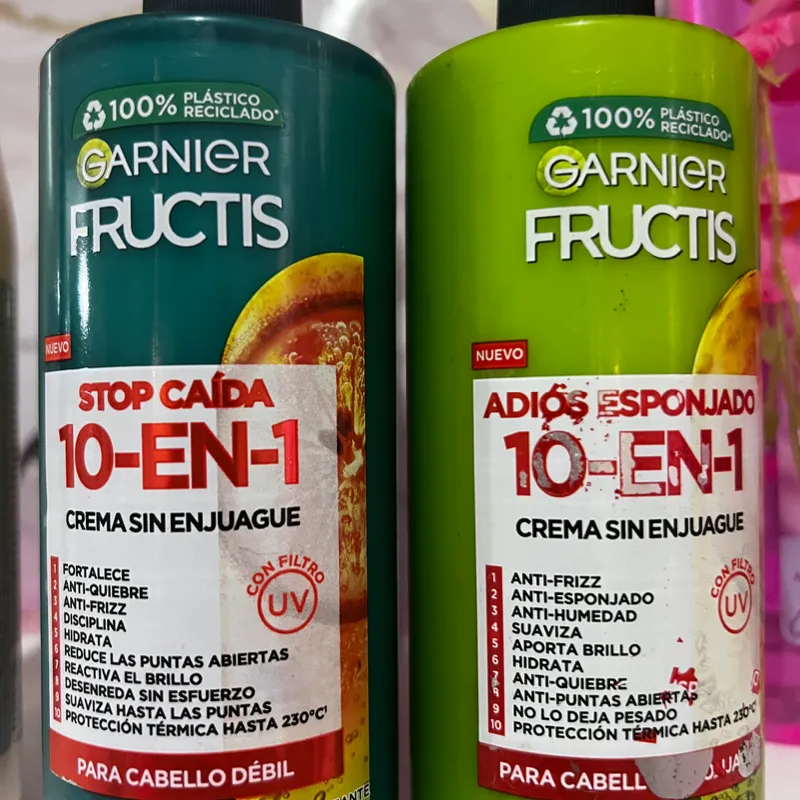 100% PLÁSTICO
RECICLADO*
GARNIER
FRUCTIS
NUEVO
STOP CAÍDA
10-EN-1
CREMA SIN ENJUAGUE
1 FORTALECE
2 ANTI-QUIEBRE
3 ANTI-FRIZZ
4 DISCIPLINA
5 HIDRATA
6 REDUCE LAS PUNTAS ABIERTAS
7 REACTIVA EL BRILLO
8 DESENREDA SIN ESFUERZO
9 SUAVIZA HASTA LAS PUNTAS
10 PROTECCIÓN TÉRMICA HASTA 230°C¹
CON FILTRO
UV
PARA CABELLO DÉBIL
100% PLÁSTICO
RECICLADO*
GARNIER
FRUCTIS
NUEVO
ADIÓS ESPONJADO
10-EN-1
CREMA SIN ENJUAGUE
1 ANTI-FRIZZ
2 ANTI-ESPONJADO
3 ANTI-HUMEDAD
4 SUAVIZA
5 APORTA BRILLO
6 HIDRATA
7 ANTI-QUIEBRE
8 ANTI-PUNTAS ABIERTAS
9 NO LO DEJA PESADO
10 PROTECCIÓN TÉRMICA HASTA 230°C
CON FILTRO
UV
PARA